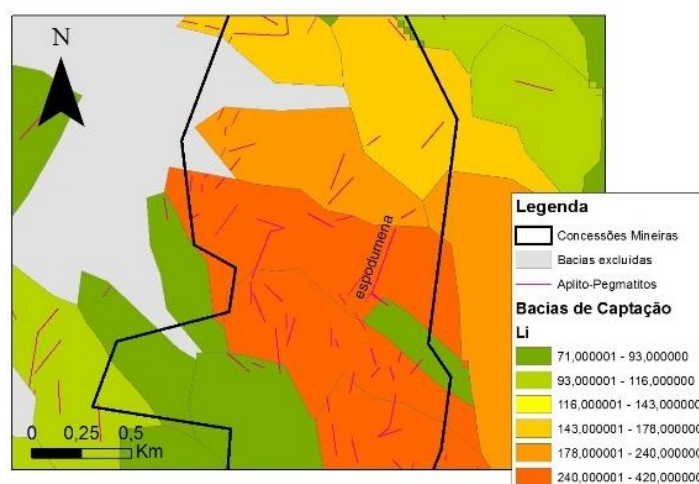 N
espodumena
0 0,25 0,5
Km
Legenda
Concessões Mineiras
Bacias excluídas
Aplito-Pegmatitos
Bacias de Captação
Li
71,000001 - 93,000000
93,000001 - 116,000000
116,000001 - 143,000000
143,000001 - 178,000000
178,000001 - 240,000000
240,000001 - 420,000000